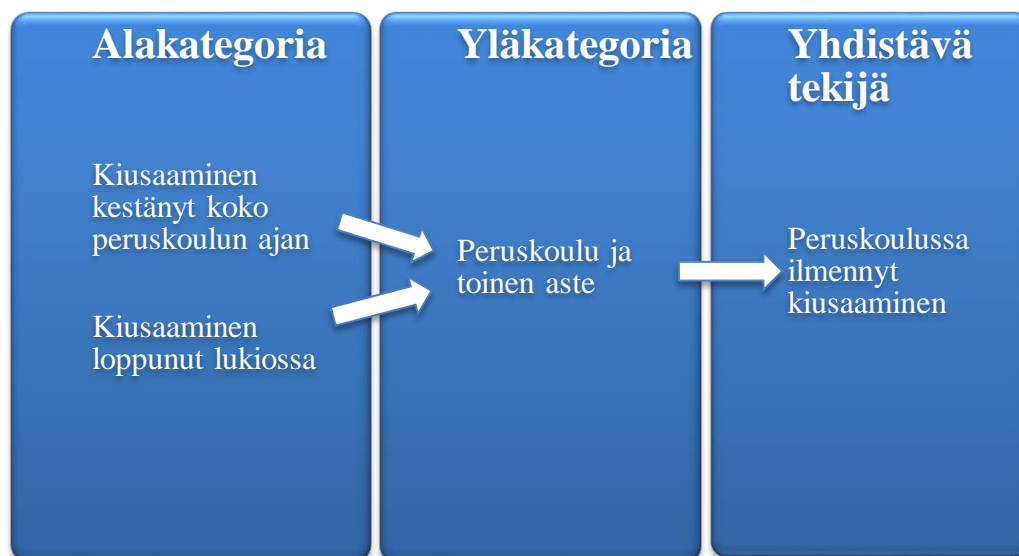 Alakategoria
Kiusaaminen
kestänyt koko
peruskoulun ajan
Kiusaaminen
loppunut lukiossa
Yläkategoria
Peruskoulu ja
toinen aste
Yhdistävä
tekijä
Peruskoulussa
ilmennyt
kiusaaminen